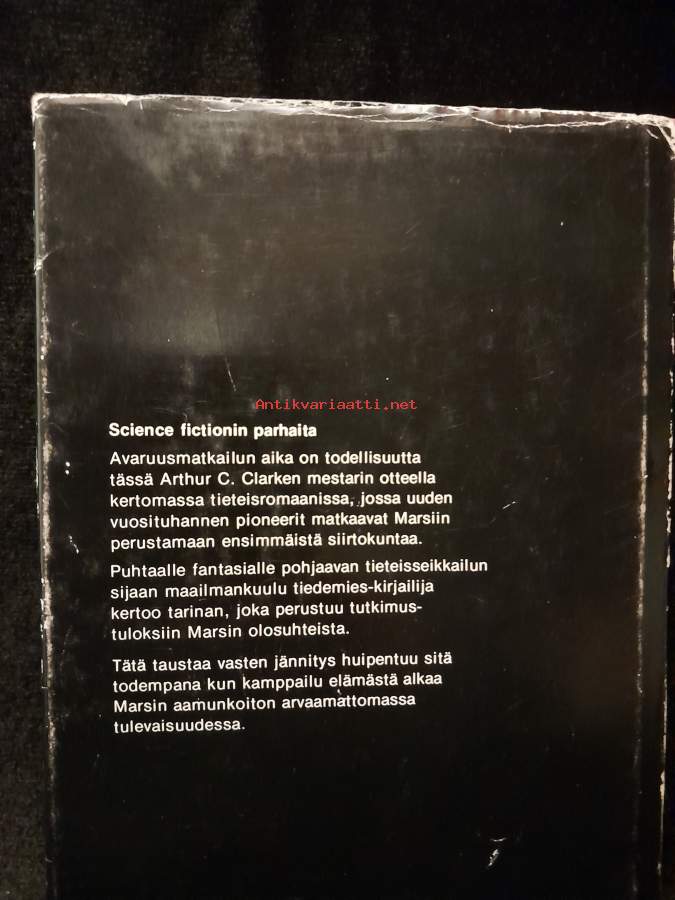 Antikvariaatti.net
Science fictionin parhaita
Avaruusmatkailun aika on todellisuutta
tässä Arthur C. Clarken mestarin otteella
kertomassa tieteisromaanissa, jossa uuden
vuosituhannen pioneerit matkaavat Marsiin
perustamaan ensimmäistä siirtokuntaa.
Puhtaalle fantasialle pohjaavan tieteisseikkailun
sijaan maailmankuulu tiedemies-kirjailija
kertoo tarinan, joka perustuu tutkimus-
tuloksiin Marsin olosuhteista.
Tätä taustaa vasten jännitys huipentuu sitä
todempana kun kamppailu elämästä alkaa
Marsin aamunkoiton arvaamattomassa
tulevaisuudessa.